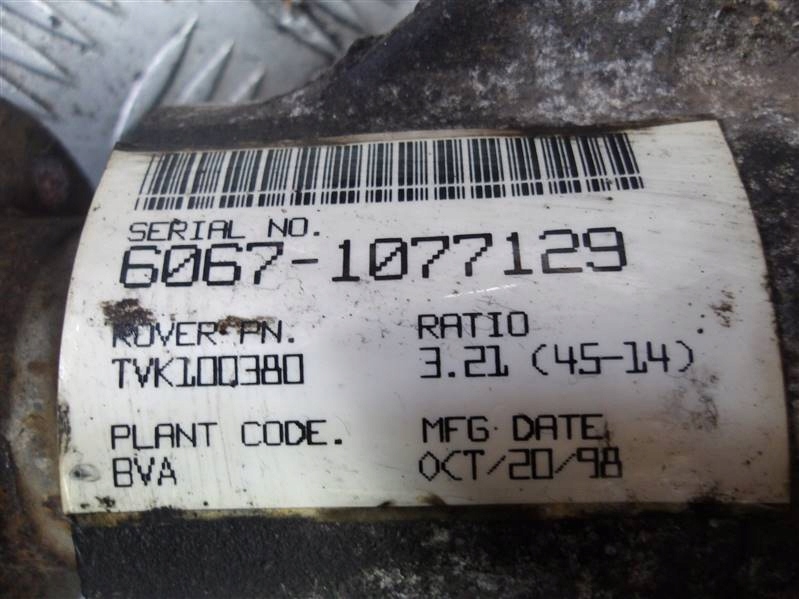 SERIAL NO.
6067-1077129
ROVER PN. RATIO
TVK100380 3.21 (45-14)
PLANT CODE. MFG DATE
BVA OCT/20/98